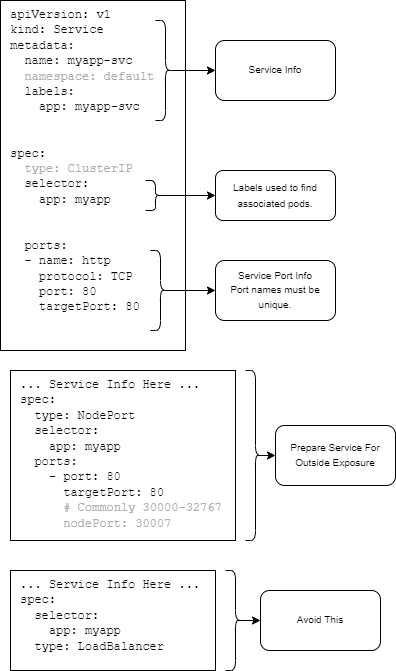 apiVersion: v1
kind: Service
metadata:
  name: myapp-svc
  namespace: default
  labels:
    app: myapp-svc
Service Info
spec:
  type: ClusterIP
  selector:
    app: myapp
Labels used to find
associated pods.
  ports:
  - name: http
    protocol: TCP
    port: 80
    targetPort: 80
Service Port Info
Port names must be
unique.
... Service Info Here ...
spec:
  type: NodePort
  selector:
    app: myapp
  ports:
    - port: 80
      targetPort: 80
      # Commonly 30000-32767
      nodePort: 30007
Prepare Service For
Outside Exposure
... Service Info Here ...
spec:
  selector:
    app: myapp
  type: LoadBalancer
Avoid This